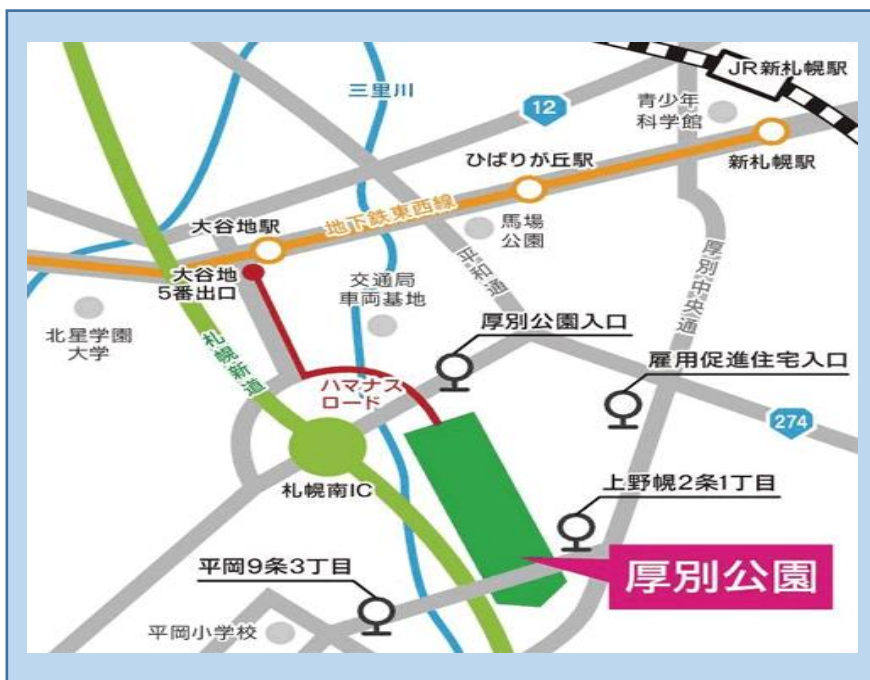 JR新札幌駅
三里川
12
青少年
科学館
ひばりが丘駅
新札幌駅
大谷地駅
地下鉄東西線
馬場
公園
大谷地
5番出口
交通局
車両基地
平和通
厚別中央通
北星学園
大学
札幌新道
厚別公園入口
雇用促進住宅入口
ハマナス
ロード
274
札幌南IC
上野幌2条1丁目
平岡9条3丁目
厚別公園
平岡小学校